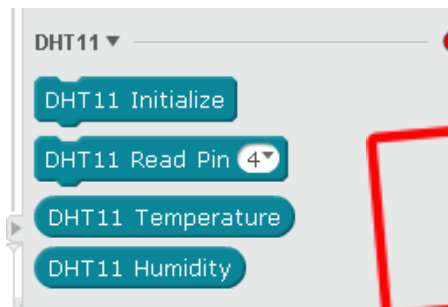 DHT11
DHT11 Initialize
DHT11 Read Pin 4
DHT11 Temperature
DHT11 Humidity